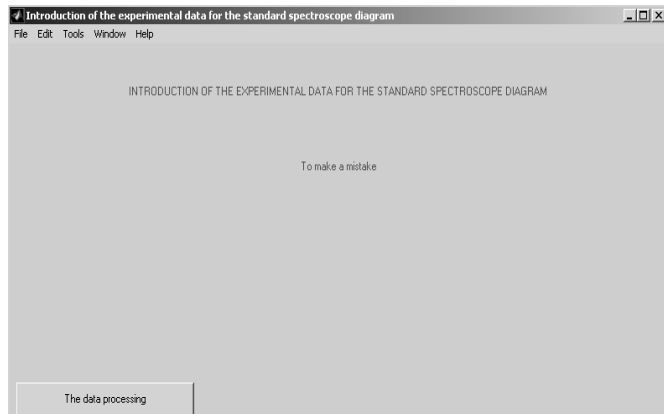 Introduction of the experimental data for the standard spectroscope diagram
File Edit Tools Window Help
INTRODUCTION OF THE EXPERIMENTAL DATA FOR THE STANDARD SPECTROSCOPE DIAGRAM
To make a mistake
The data processing